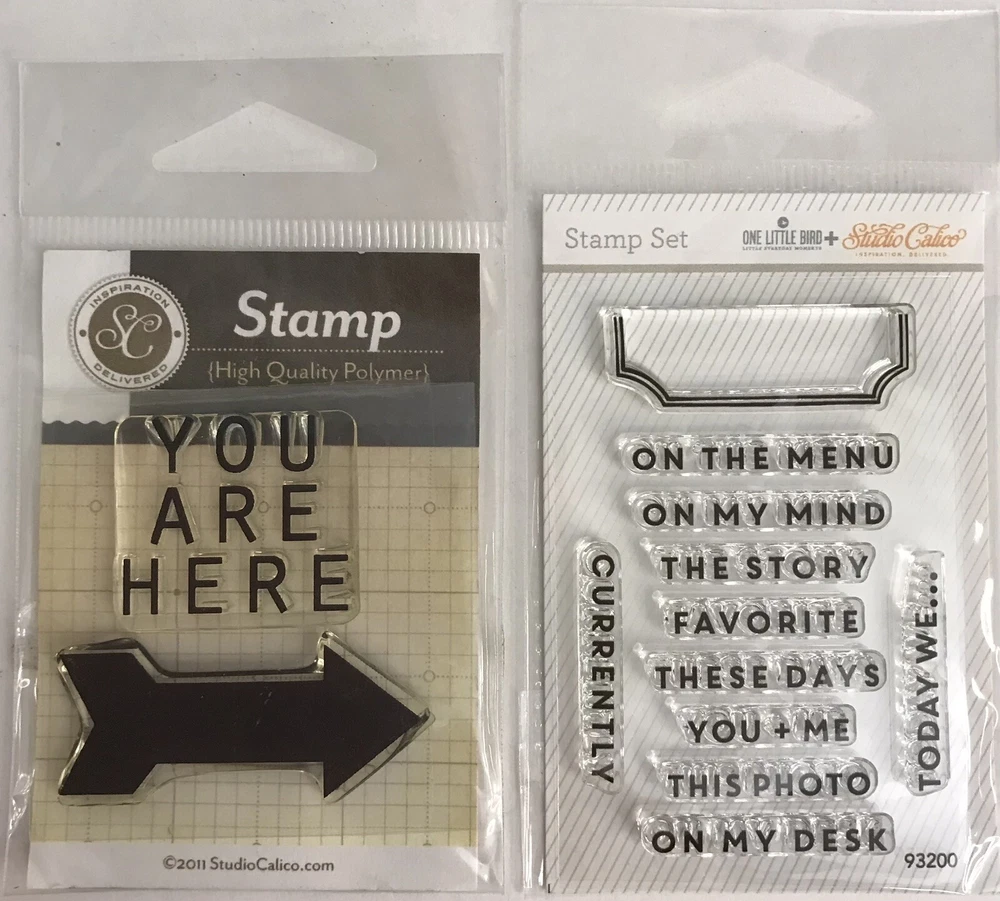 INSPIRATION
SC
DELIVERED
Stamp
{High Quality Polymer}
YOU
ARE
HERE
©2011 StudioCalico.com
Stamp Set
ONE LITTLE BIRD + Studio Calico
INSPIRATION, DELIVERED.
ON THE MENU
ON MY MIND
THE STORY
FAVORITE
THESE DAYS
YOU + ME
THIS PHOTO
ON MY DESK
CURRENTLY
TODAY WE...
93200